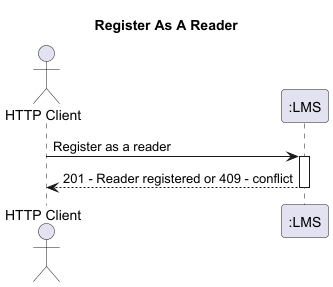 Register As A Reader
HTTP Client
:LMS
Register as a reader
201 - Reader registered or 409 - conflict
HTTP Client
:LMS